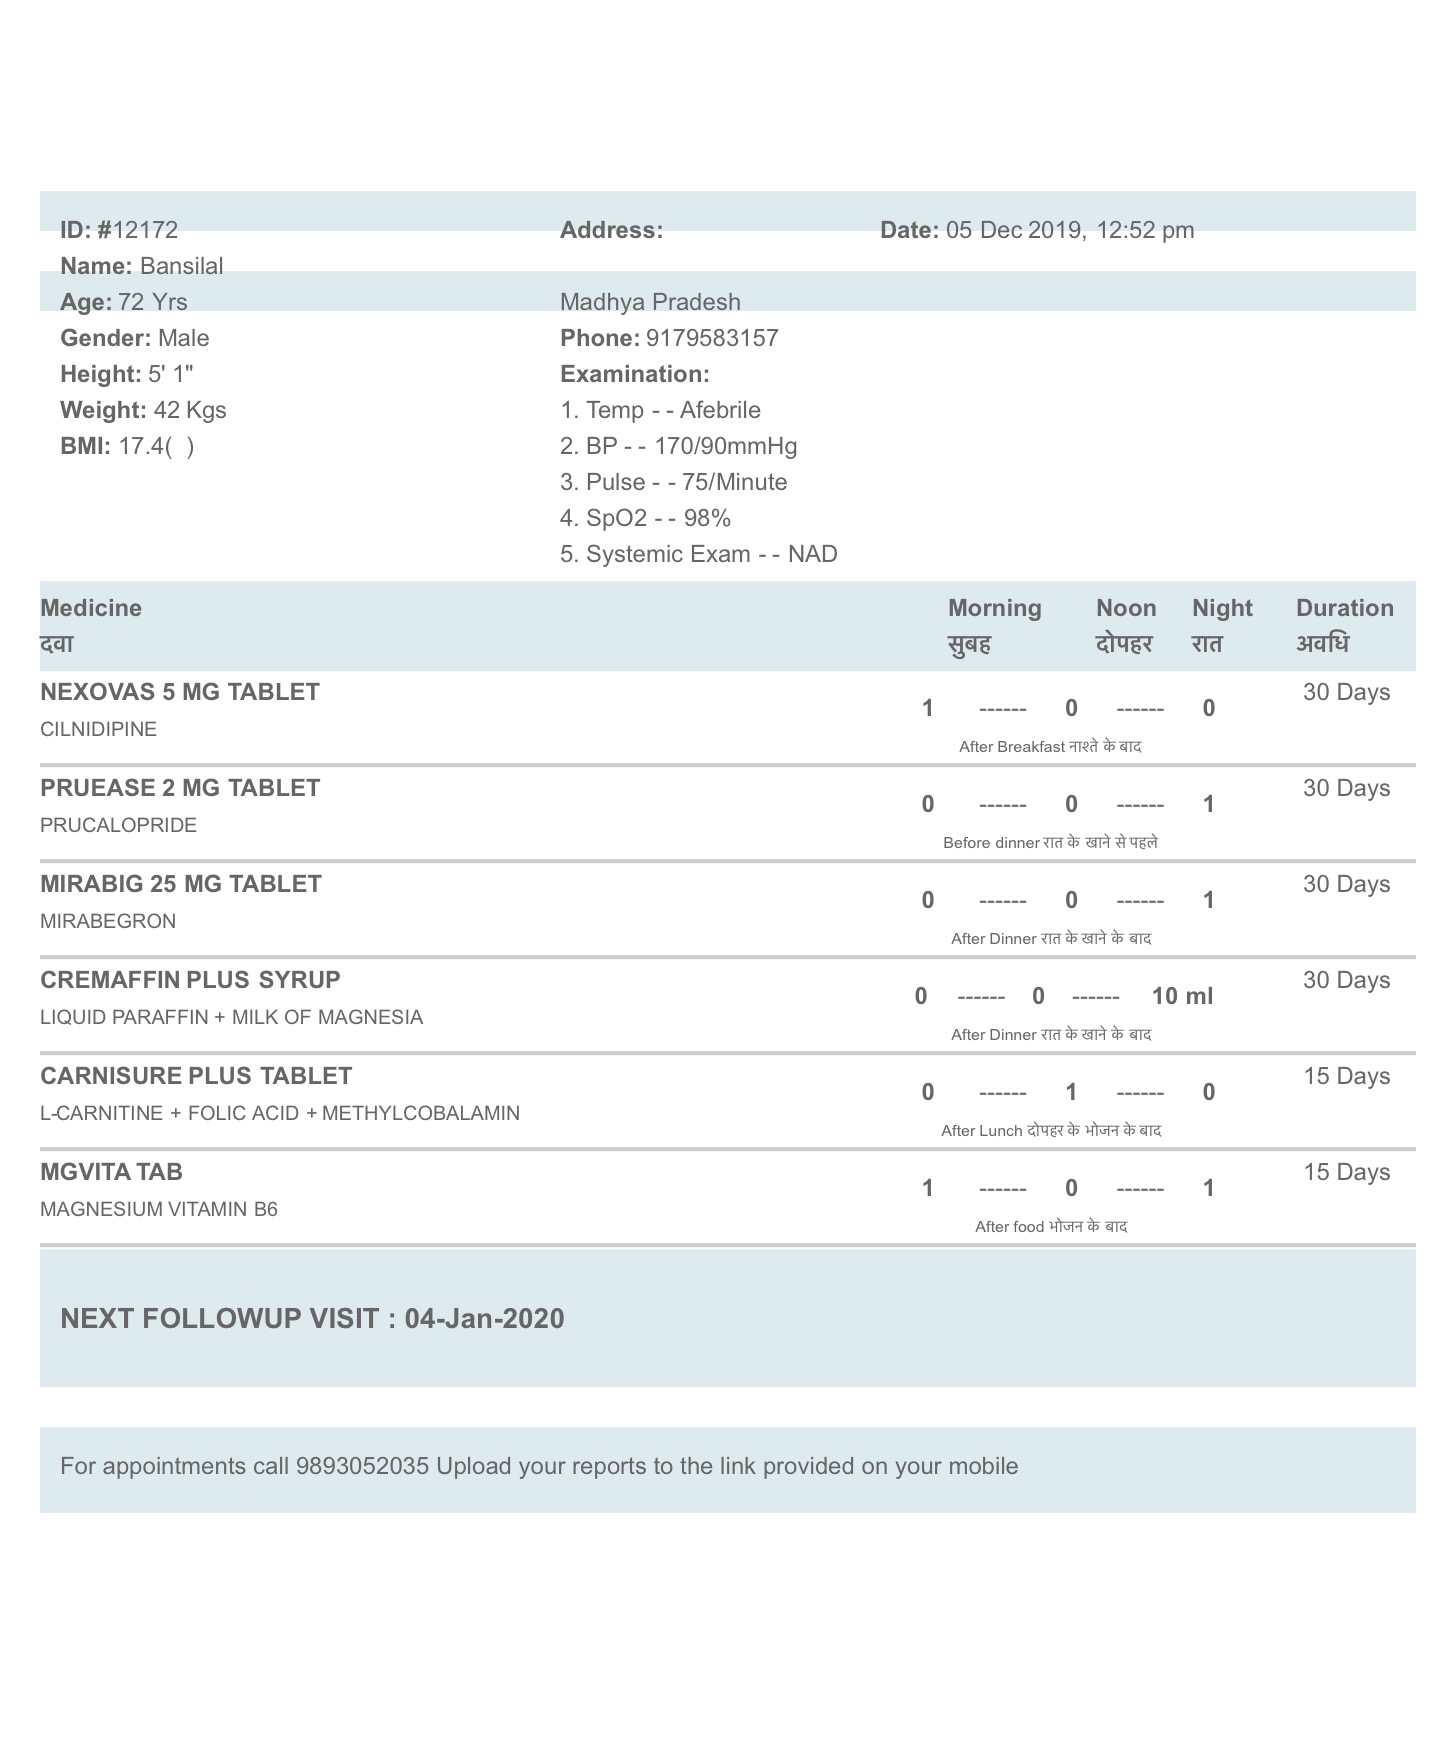 ID: #12172 Address: Date: 05 Dec 2019, 12:52 pm
Name: Bansilal
Age: 72 Yrs Madhya Pradesh
Gender: Male Phone: 9179583157
Height: 5' 1" Examination:
Weight: 42 Kgs 1. Temp - - Afebrile
BMI: 17.4( ) 2. BP - - 170/90mmHg
3. Pulse - - 75/Minute
4. SpO2 - - 98%
5. Systemic Exam - - NAD
Medicine Morning Noon Night Duration
दवा सुबह दोपहर रात अवधि
NEXOVAS 5 MG TABLET 30 Days
1 ------ 0 ------ 0
CILNIDIPINE
After Breakfast नाश्ते के बाद
PRUEASE 2 MG TABLET 30 Days
0 ------ 0 ------ 1
PRUCALOPRIDE
Before dinner रात के खाने से पहले
MIRABIG 25 MG TABLET 30 Days
0 ------ 0 ------ 1
MIRABEGRON
After Dinner रात के खाने के बाद
CREMAFFIN PLUS SYRUP 30 Days
0 ------ 0 ------ 10 ml
LIQUID PARAFFIN + MILK OF MAGNESIA
After Dinner रात के खाने के बाद
CARNISURE PLUS TABLET 15 Days
0 ------ 1 ------ 0
L-CARNITINE + FOLIC ACID + METHYLCOBALAMIN
After Lunch दोपहर के भोजन के बाद
MGVITA TAB 15 Days
1 ------ 0 ------ 1
MAGNESIUM VITAMIN B6
After food भोजन के बाद
NEXT FOLLOWUP VISIT : 04-Jan-2020
For appointments call 9893052035 Upload your reports to the link provided on your mobile